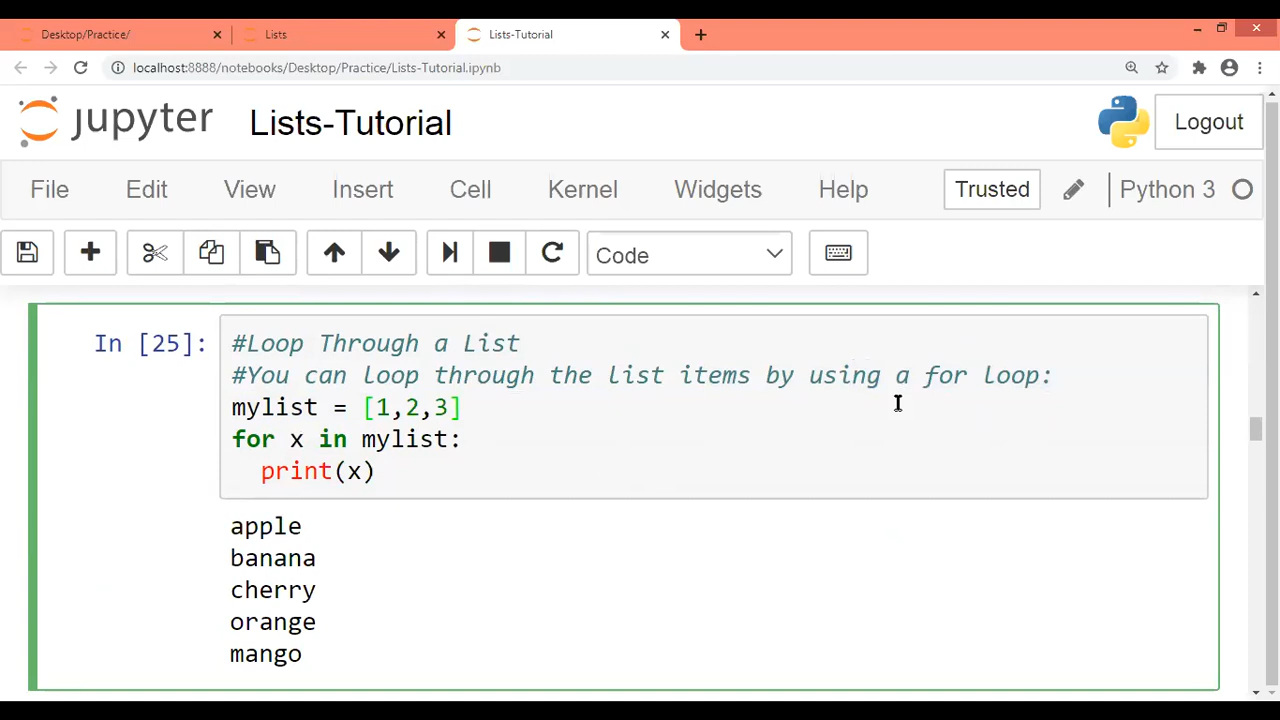 Desktop/Practice/ Lists Lists-Tutorial
localhost:8888/notebooks/Desktop/Practice/Lists-Tutorial.ipynb
jupyter Lists-Tutorial Logout
File Edit View Insert Cell Kernel Widgets Help Trusted Python 3
Code
In [25]: #Loop Through a List
#You can loop through the list items by using a for loop:
mylist = [1,2,3]
for x in mylist:
  print(x)
apple
banana
cherry
orange
mango